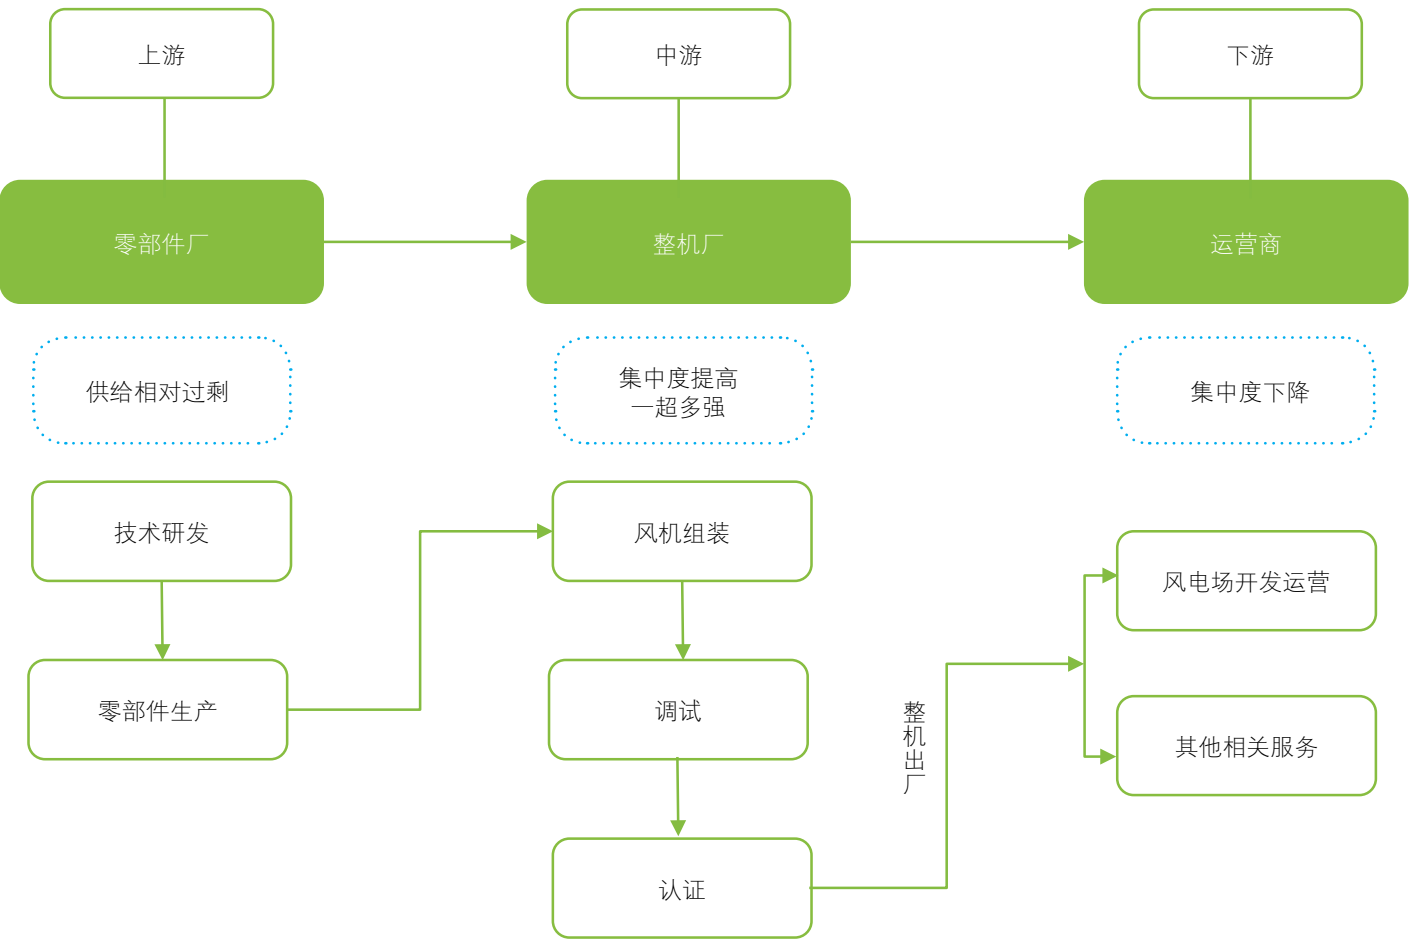 上游
中游
下游
零部件厂
整机厂
运营商
供给相对过剩
集中度提高
一超多强
集中度下降
技术研发
风机组装
风电场开发运营
零部件生产
调试
整机出厂
其他相关服务
认证